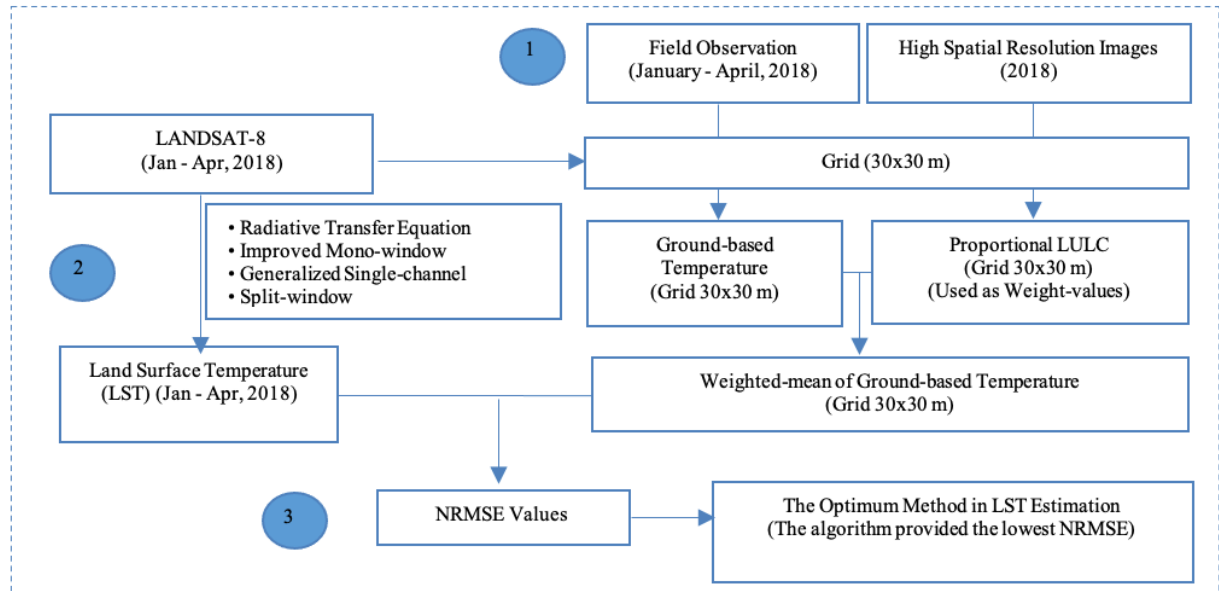 1
Field Observation
(January - April, 2018)
High Spatial Resolution Images
(2018)
LANDSAT-8
(Jan - Apr, 2018)
Grid (30x30 m)
• Radiative Transfer Equation
• Improved Mono-window
• Generalized Single-channel
• Split-window
2
Ground-based
Temperature
(Grid 30x30 m)
Proportional LULC
(Grid 30x30 m)
(Used as Weight-values)
Land Surface Temperature
(LST) (Jan - Apr, 2018)
Weighted-mean of Ground-based Temperature
(Grid 30x30 m)
3
NRMSE Values
The Optimum Method in LST Estimation
(The algorithm provided the lowest NRMSE)